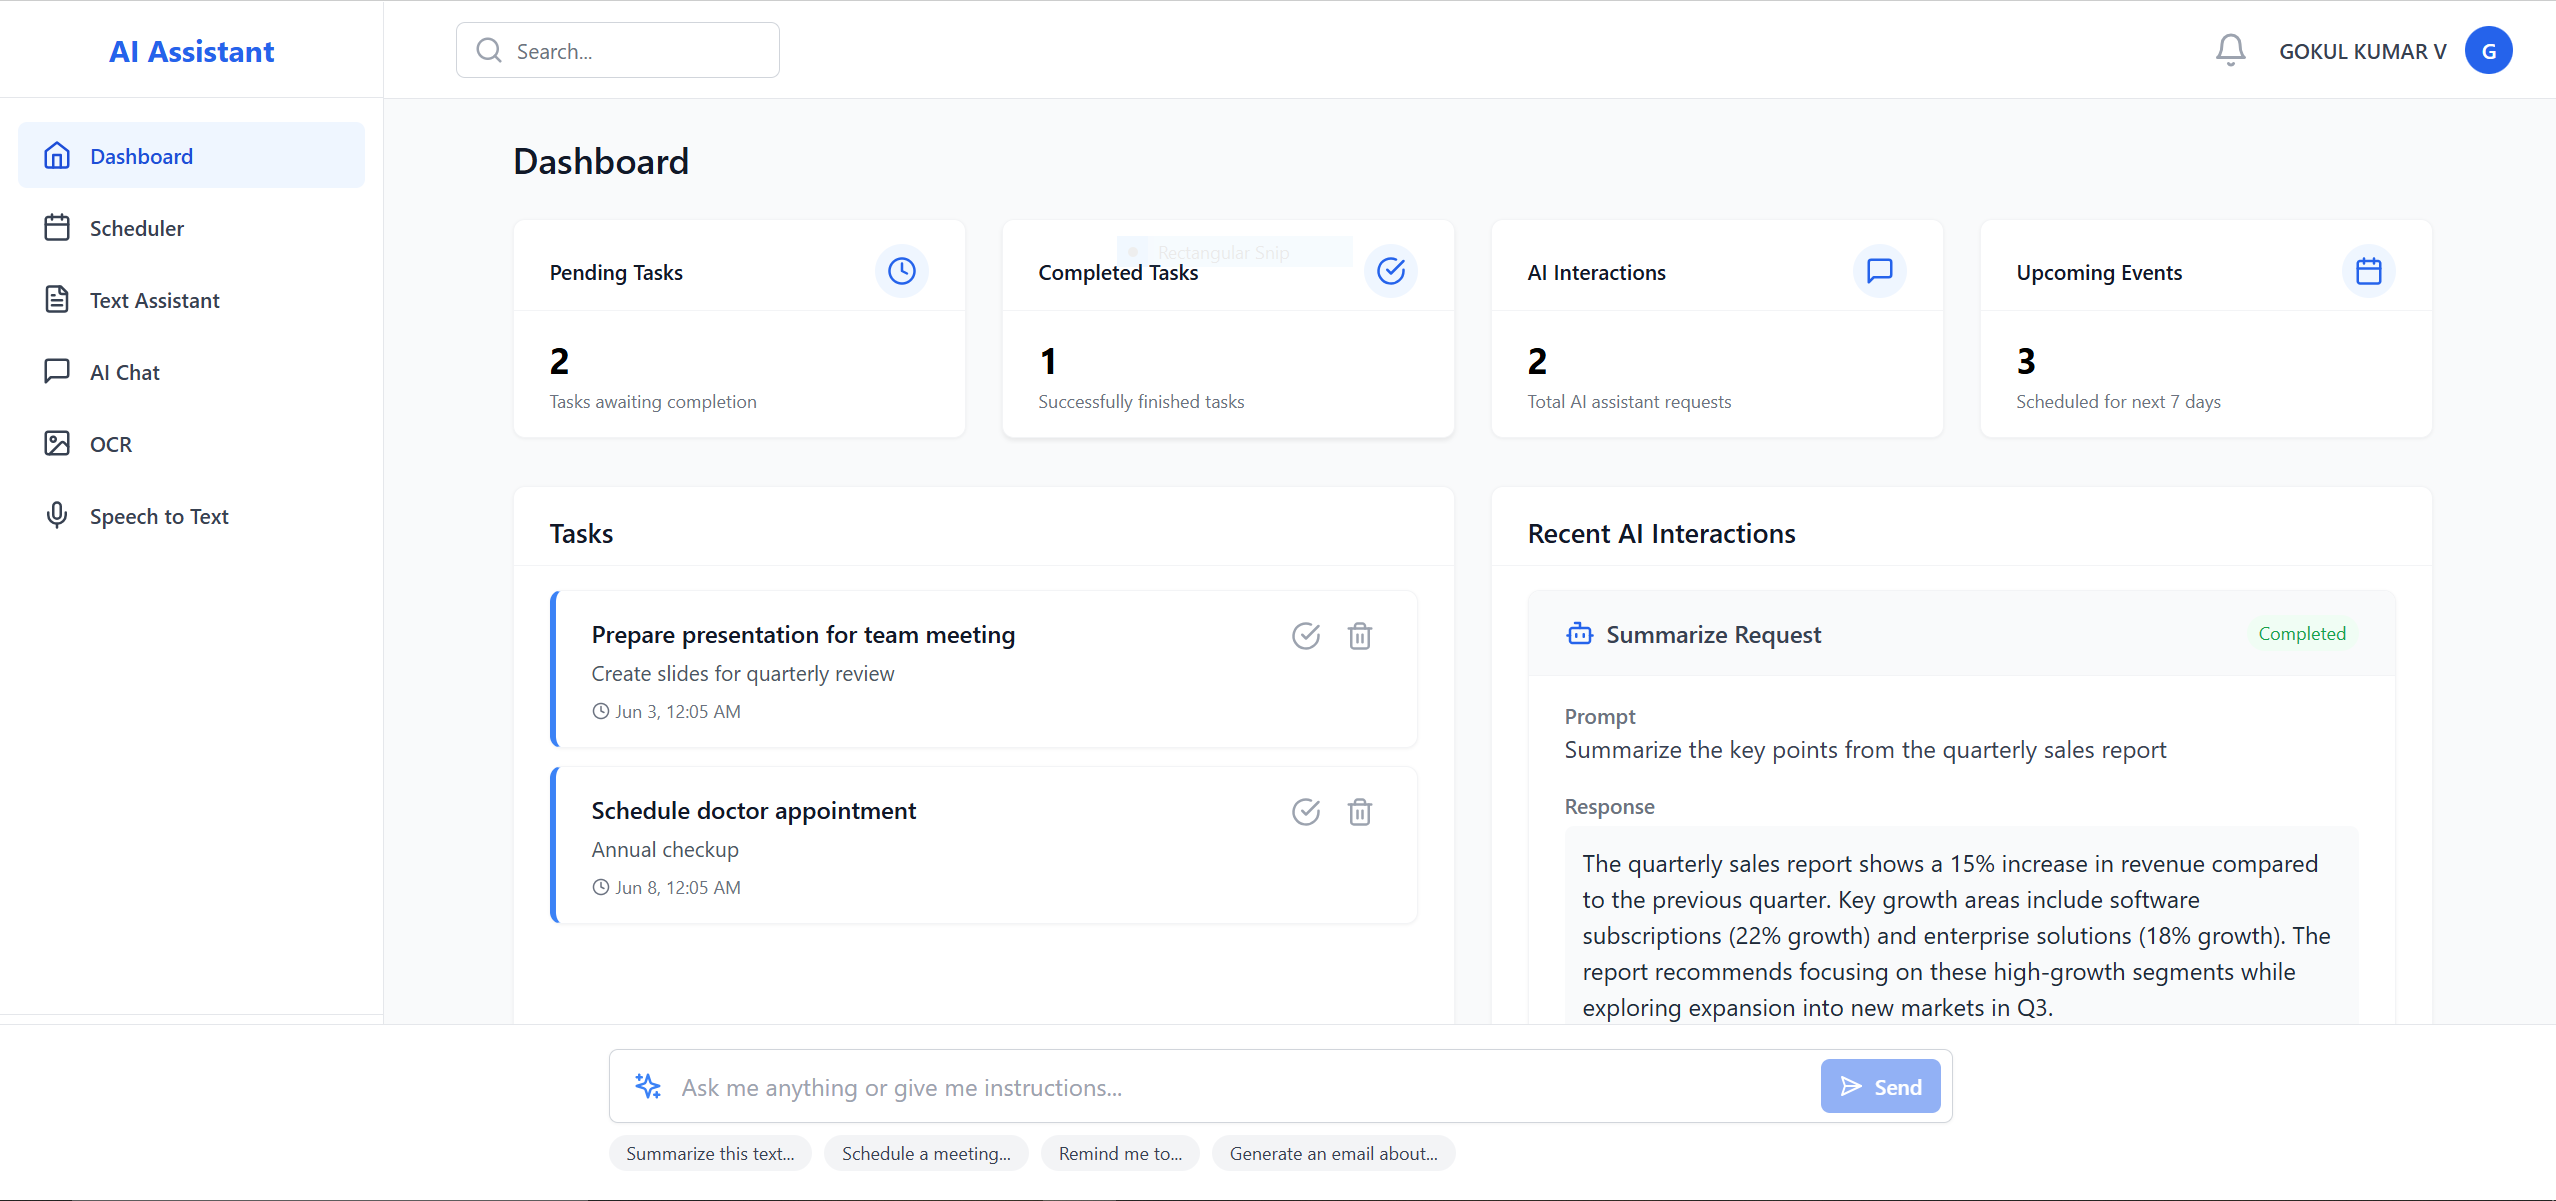 AI Assistant
Search...
GOKUL KUMAR V
G
Dashboard
Scheduler
Text Assistant
AI Chat
OCR
Speech to Text
Dashboard
Pending Tasks
2
Tasks awaiting completion
Rectangular Snip
Completed Tasks
1
Successfully finished tasks
AI Interactions
2
Total AI assistant requests
Upcoming Events
3
Scheduled for next 7 days
Tasks
Prepare presentation for team meeting
Create slides for quarterly review
Jun 3, 12:05 AM
Schedule doctor appointment
Annual checkup
Jun 8, 12:05 AM
Recent AI Interactions
Summarize Request
Completed
Prompt
Summarize the key points from the quarterly sales report
Response
The quarterly sales report shows a 15% increase in revenue compared
to the previous quarter. Key growth areas include software
subscriptions (22% growth) and enterprise solutions (18% growth). The
report recommends focusing on these high-growth segments while
exploring expansion into new markets in Q3.
Ask me anything or give me instructions...
Send
Summarize this text...
Schedule a meeting...
Remind me to...
Generate an email about...